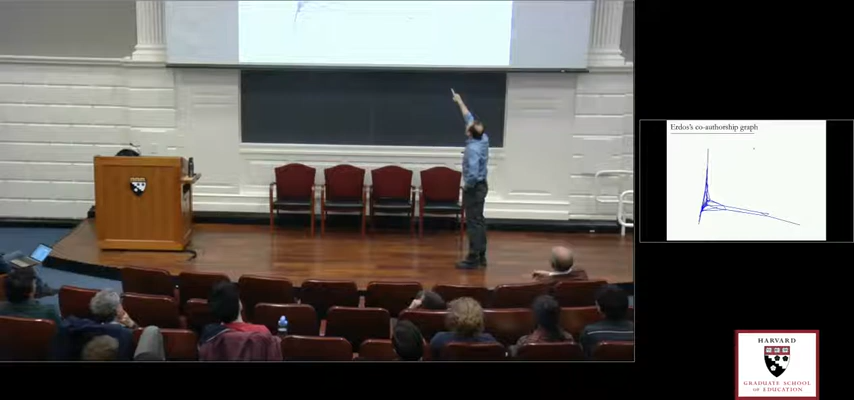 Erdos's co-authorship graph
HARVARD
GRADUATE SCHOOL
OF EDUCATION